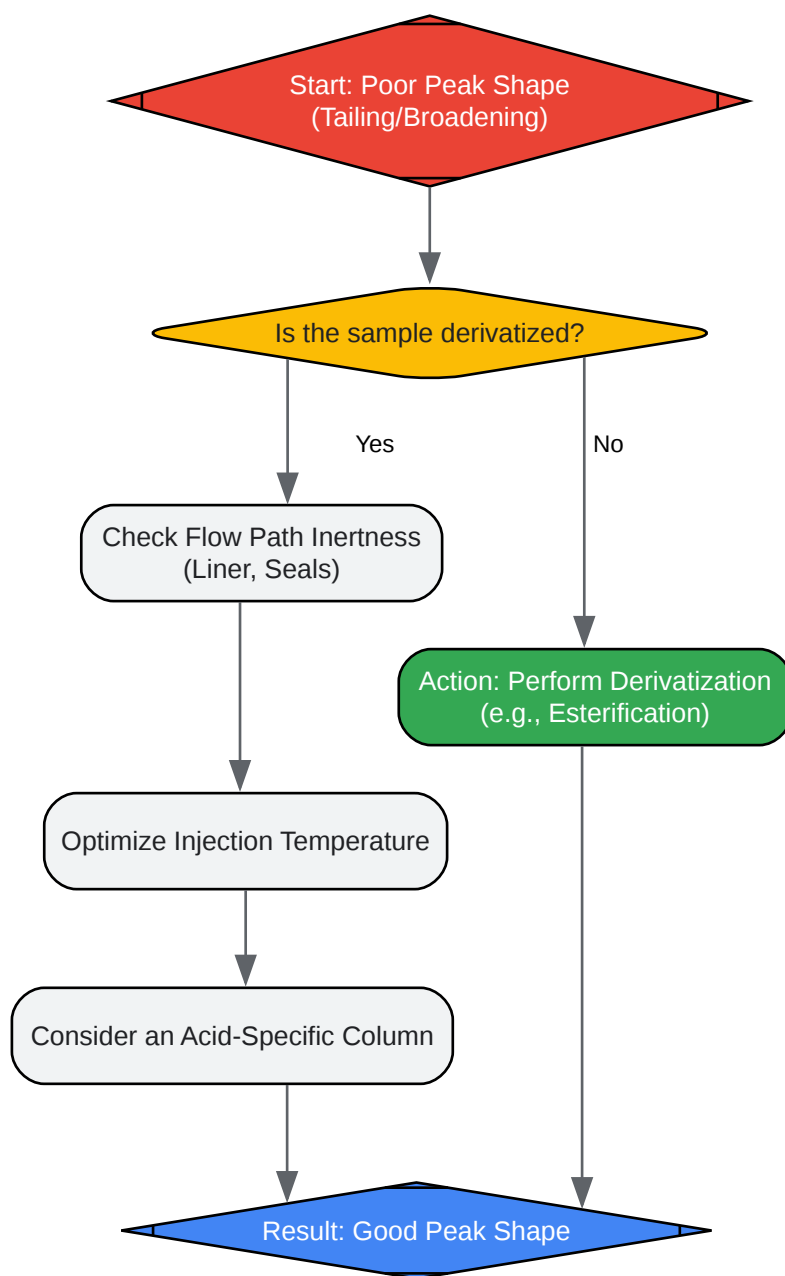 Start: Poor Peak Shape
(Tailing/Broadening)
Is the sample derivatized?
Yes
No
Check Flow Path Inertness
(Liner, Seals)
Action: Perform Derivatization
(e.g., Esterification)
Optimize Injection Temperature
Consider an Acid-Specific Column
Result: Good Peak Shape